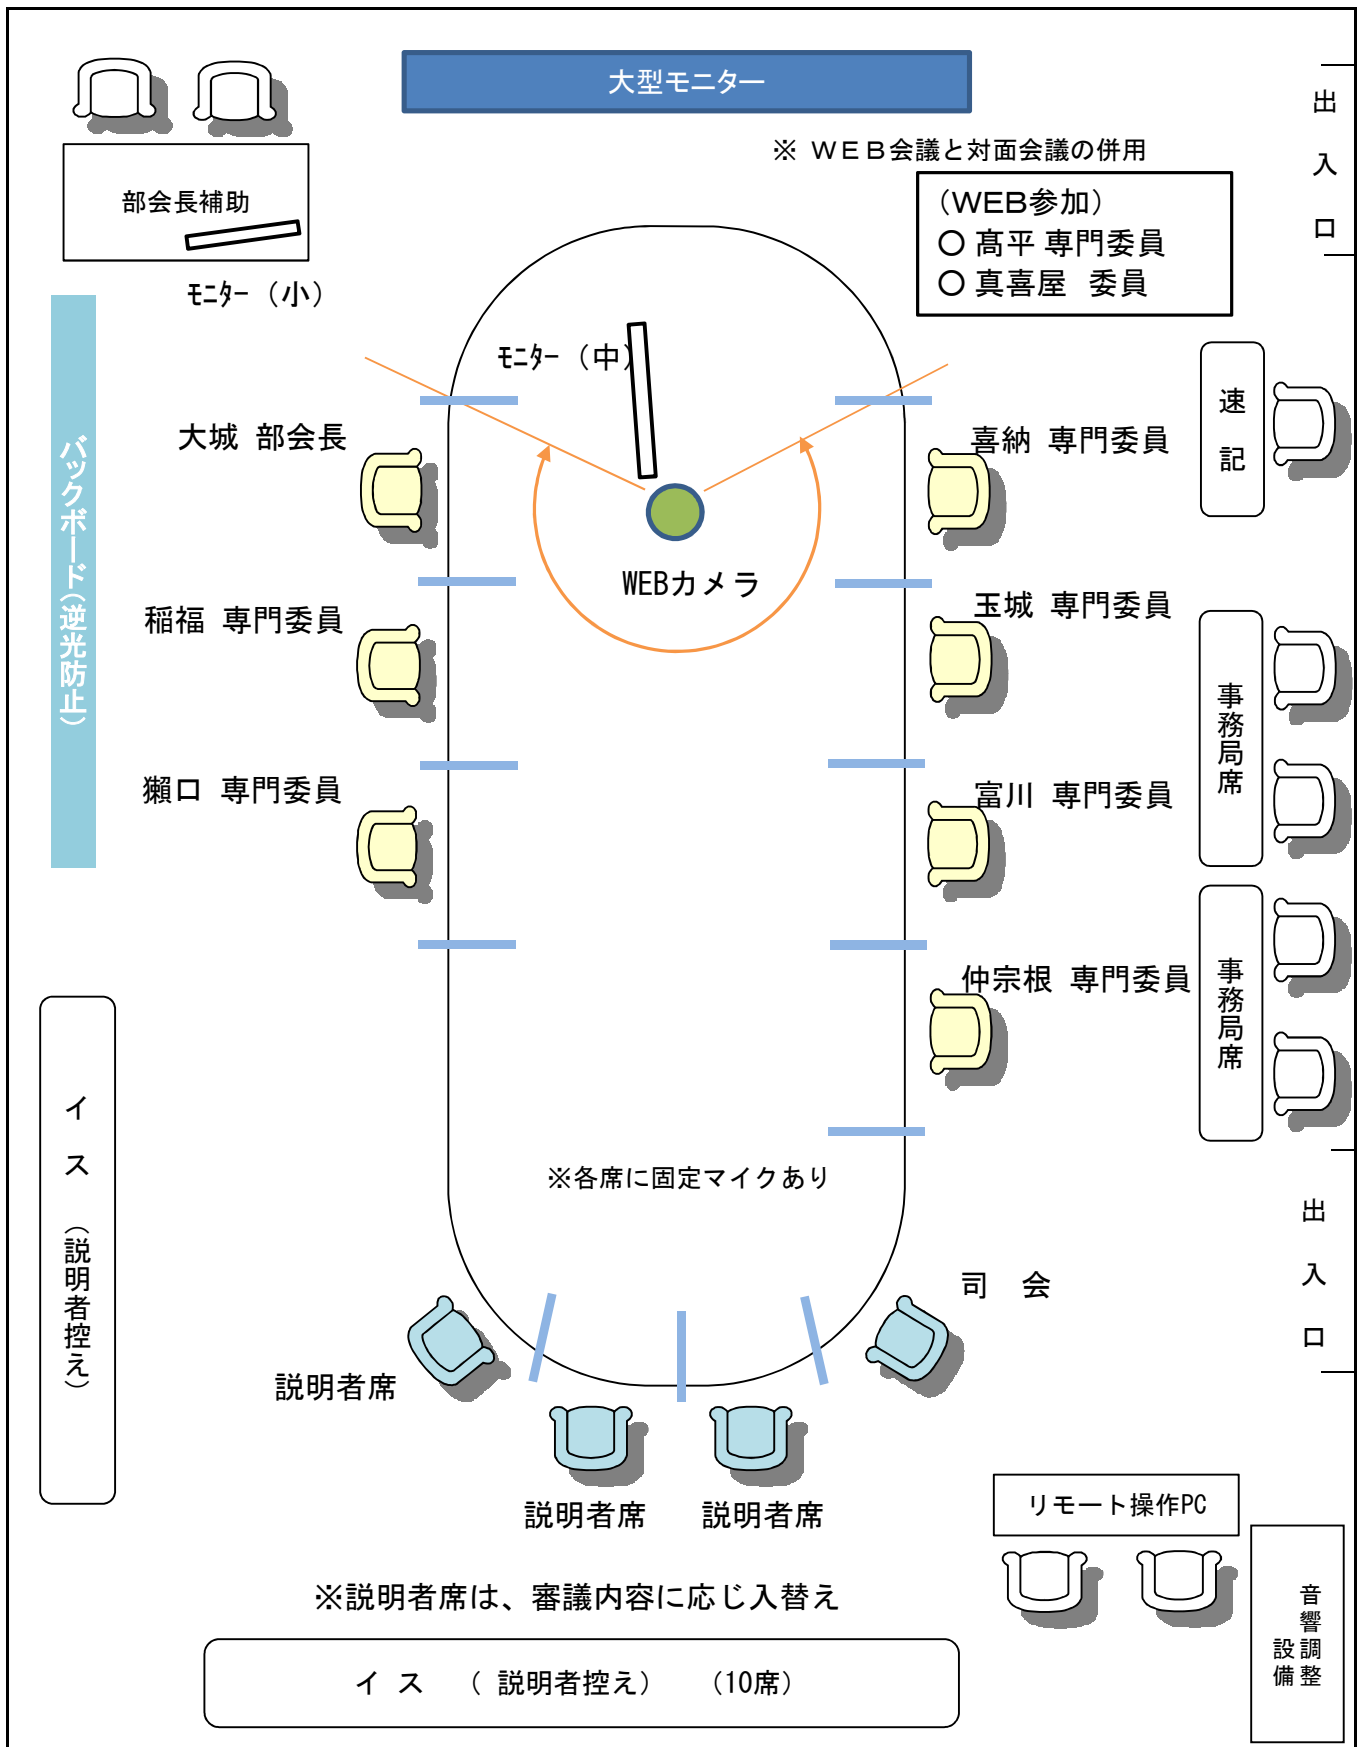 大型モニター
出入口
※ ＷＥＢ会議と対面会議の併用
部会長補助
（WEB参加）
○ 髙平 専門委員
○ 真喜屋　委員
ﾓﾆﾀｰ（小）
ﾓﾆﾀｰ（中）
速記
バックボード（逆光防止）
大城 部会長
喜納 専門委員
WEBカメラ
稲福 専門委員
玉城 専門委員
事務局席
獺口 専門委員
富川 専門委員
事務局席
仲宗根 専門委員
イス （説明者控え）
※各席に固定マイクあり
出入口
司　会
説明者席
説明者席
説明者席
リモート操作PC
音響調整
設備
※説明者席は、審議内容に応じ入替え
イ ス （ 説明者控え） （10席）